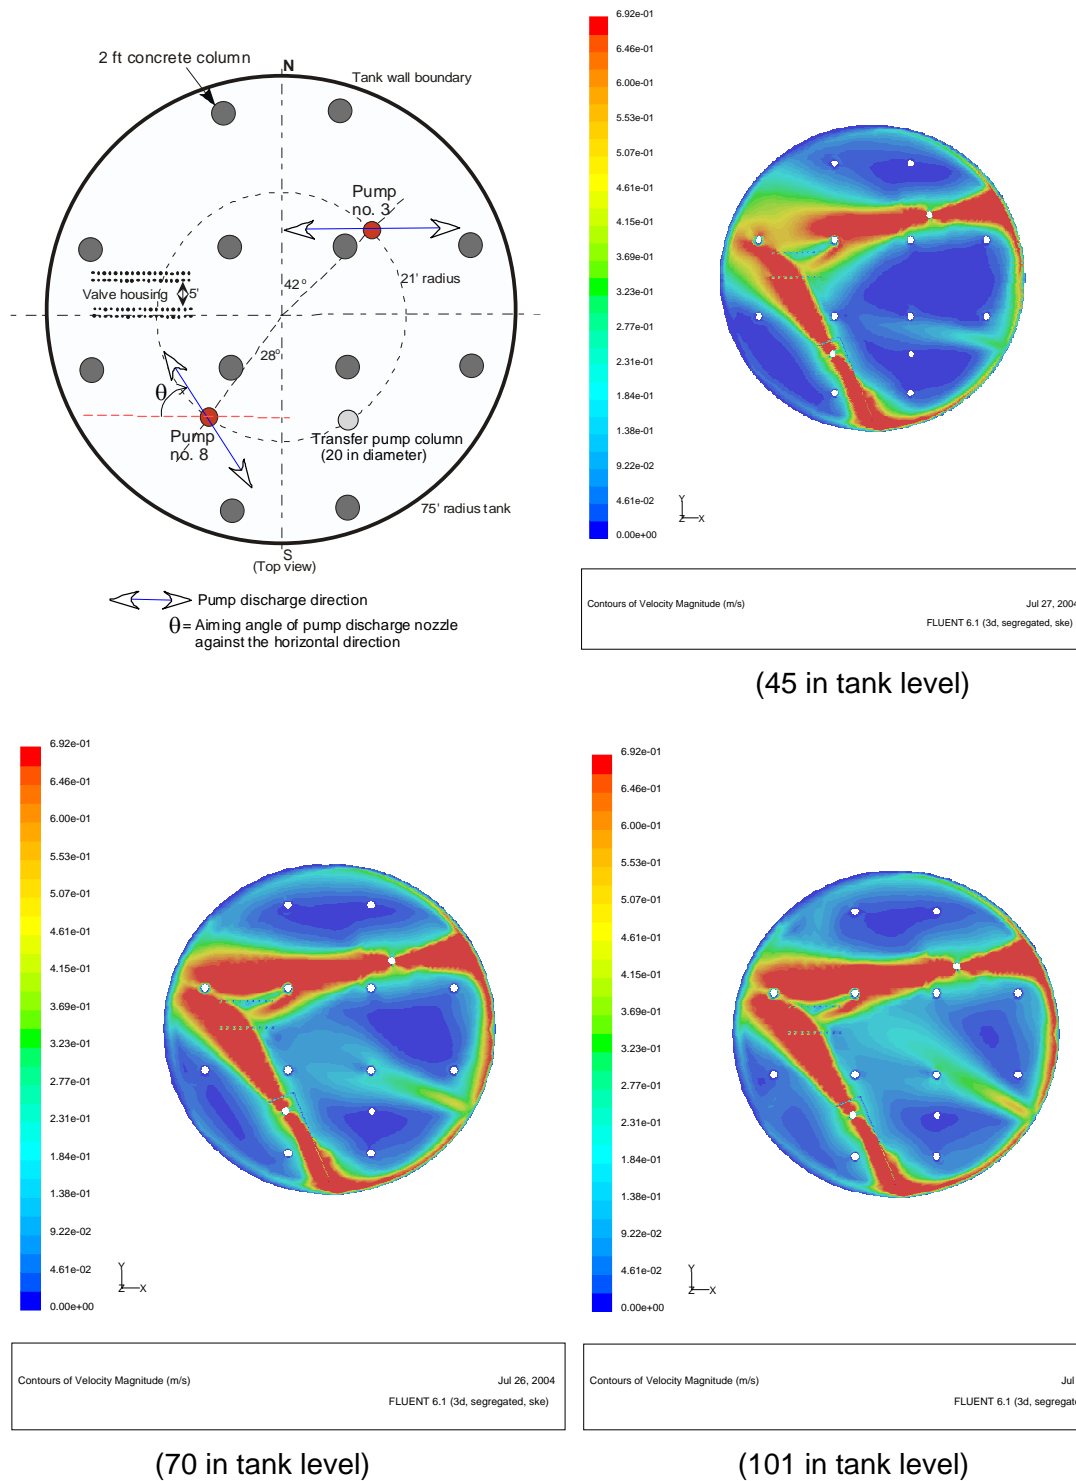 2 ft concrete column
N
Tank wall boundary
Pump
no. 3
42°
21' radius
Valve housing
5'
28°
θ
Pump
no. 8
Transfer pump column
(20 in diameter)
75' radius tank
S
(Top view)
Pump discharge direction
θ = Aiming angle of pump discharge nozzle
against the horizontal direction
6.92e-01
6.46e-01
6.00e-01
5.53e-01
5.07e-01
4.61e-01
4.15e-01
3.69e-01
3.23e-01
2.77e-01
2.31e-01
1.84e-01
1.38e-01
9.22e-02
4.61e-02
0.00e+00
Y
Z X
Contours of Velocity Magnitude (m/s) Jul 27, 2004
FLUENT 6.1 (3d, segregated, ske)
(45 in tank level)
6.92e-01
6.46e-01
6.00e-01
5.53e-01
5.07e-01
4.61e-01
4.15e-01
3.69e-01
3.23e-01
2.77e-01
2.31e-01
1.84e-01
1.38e-01
9.22e-02
4.61e-02
0.00e+00
Y
Z X
Contours of Velocity Magnitude (m/s) Jul 26, 2004
FLUENT 6.1 (3d, segregated, ske)
(70 in tank level)
6.92e-01
6.46e-01
6.00e-01
5.53e-01
5.07e-01
4.61e-01
4.15e-01
3.69e-01
3.23e-01
2.77e-01
2.31e-01
1.84e-01
1.38e-01
9.22e-02
4.61e-02
0.00e+00
Y
Z X
Contours of Velocity Magnitude (m/s) Jul
FLUENT 6.1 (3d, segregate
(101 in tank level)